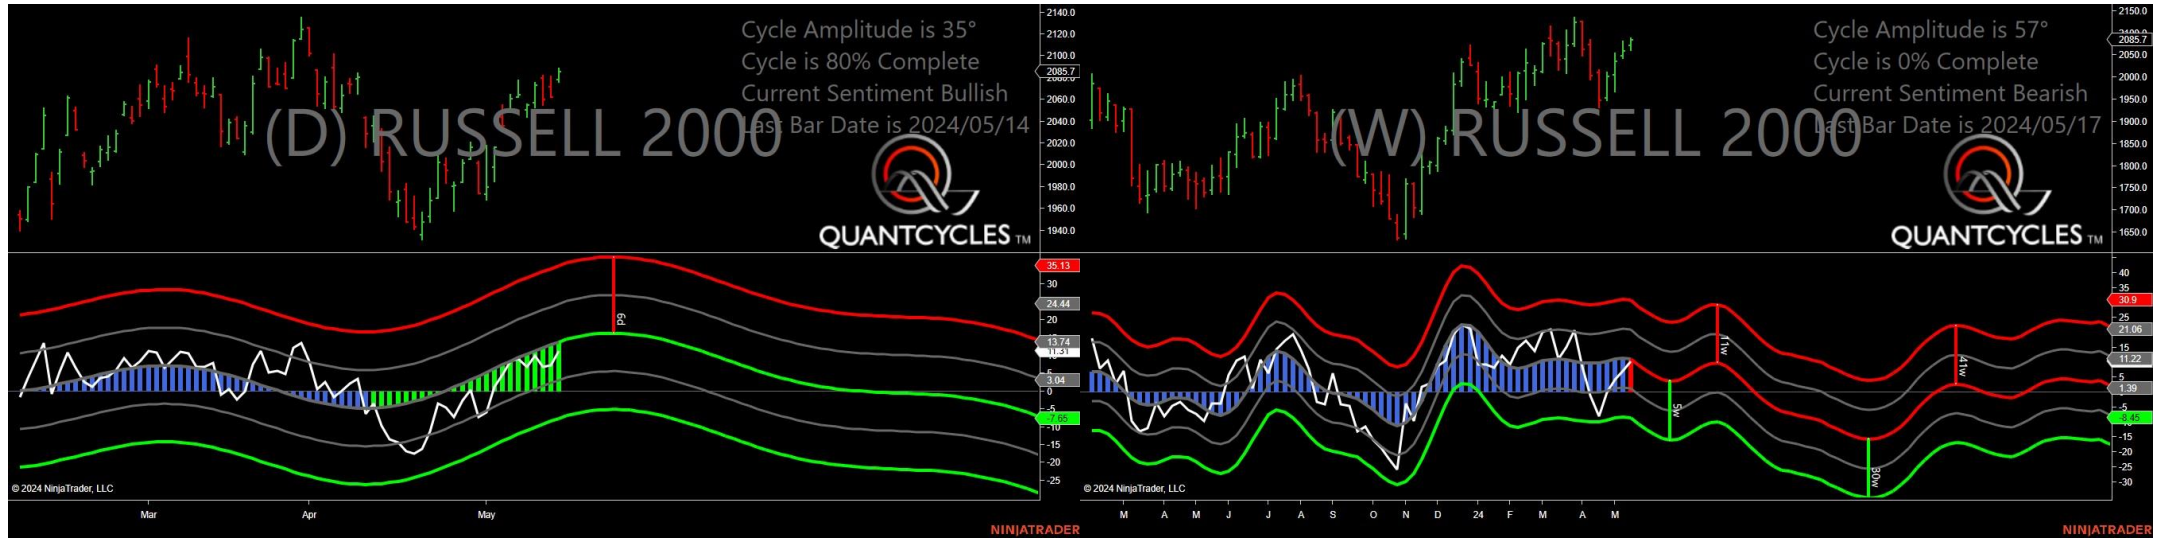 Cycle Amplitude is 35°
Cycle is 80% Complete
Current Sentiment Bullish
Last Bar Date is 2024/05/14
(D) RUSSELL 2000
QUANTCYCLES TM
2140.0
2120.0
2100.0
2085.7
2060.0
2040.0
2020.0
2000.0
1980.0
1960.0
1940.0
35.13
30
24.44
20
13.74
11.31
3.04
0
-5
-7.65
-10
-15
-20
-25
6d
© 2024 NinjaTrader, LLC
Mar Apr May
NINJATRADER
Cycle Amplitude is 57°
Cycle is 0% Complete
Current Sentiment Bearish
Last Bar Date is 2024/05/17
(W) RUSSELL 2000
QUANTCYCLES TM
2150.0
2085.7
2050.0
2000.0
1950.0
1900.0
1850.0
1800.0
1750.0
1700.0
1650.0
40
35
30.9
25
21.06
15
11.22
5
1.39
-5
-8.45
-15
-20
-25
-30
11w
41w
5w
30w
© 2024 NinjaTrader, LLC
M A M J J A S O N D 24 F M A M
NINJATRADER